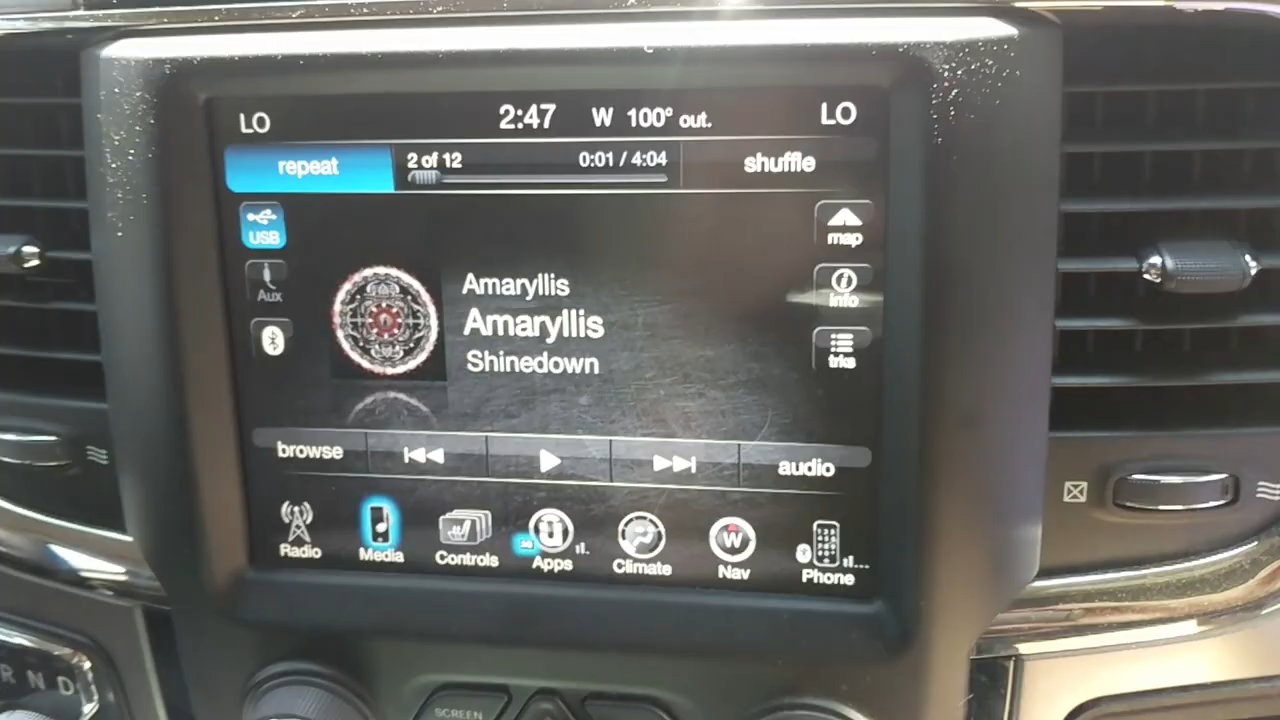 LO 2:47 W 100° out. LO
repeat 2 of 12 0:01 / 4:04 shuffle
USB
map
Aux
info
trks
Amaryllis
Amaryllis
Shinedown
browse audio
Radio Media Controls 3G Apps Climate W Nav Phone
R N D
SCREEN